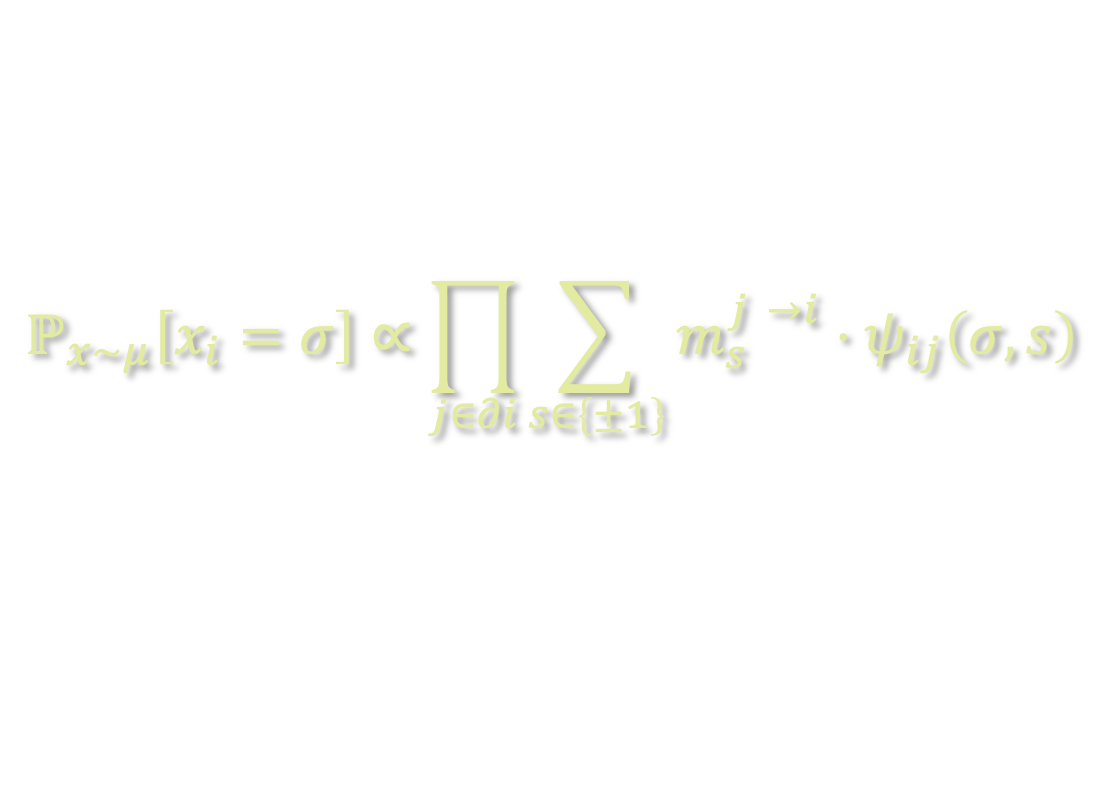 ℙ_{x∼μ}[x_i = σ] ∝ ∏_{j∈∂i} ∑_{s∈{±1}} m_s^{j→i} · ψ_{ij}(σ, s)